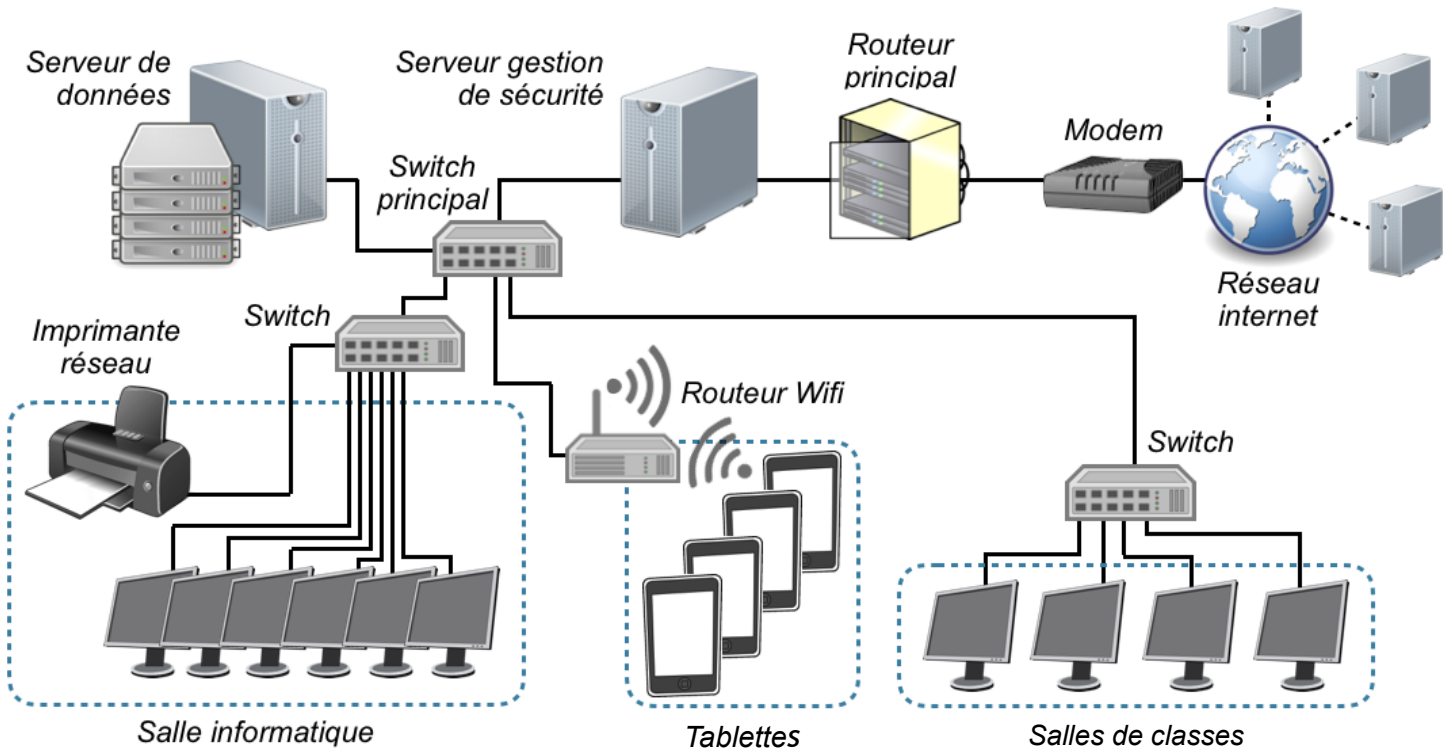 Serveur de
données
Serveur gestion
de sécurité
Routeur
principal
Modem
Switch
principal
Réseau
internet
Imprimante
réseau
Switch
Routeur Wifi
Switch
Salle informatique
Tablettes
Salles de classes